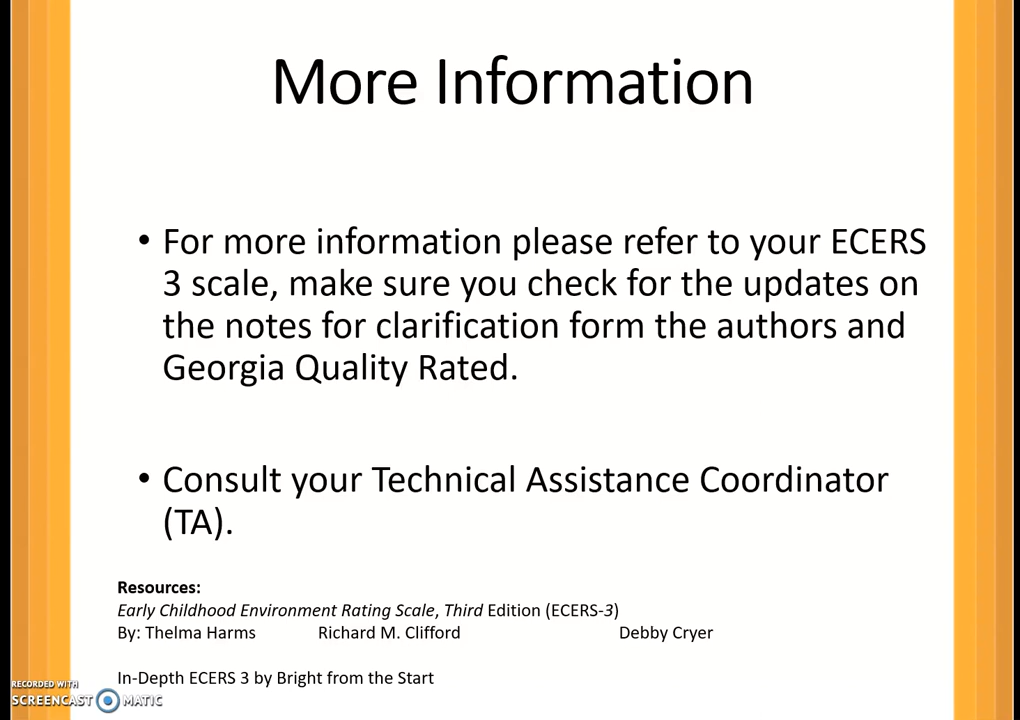 More Information
• For more information please refer to your ECERS
3 scale, make sure you check for the updates on
the notes for clarification form the authors and
Georgia Quality Rated.
• Consult your Technical Assistance Coordinator
(TA).
Resources:
Early Childhood Environment Rating Scale, Third Edition (ECERS-3)
By: Thelma Harms Richard M. Clifford Debby Cryer
In-Depth ECERS 3 by Bright from the Start
RECORDED WITH
SCREENCAST MATIC